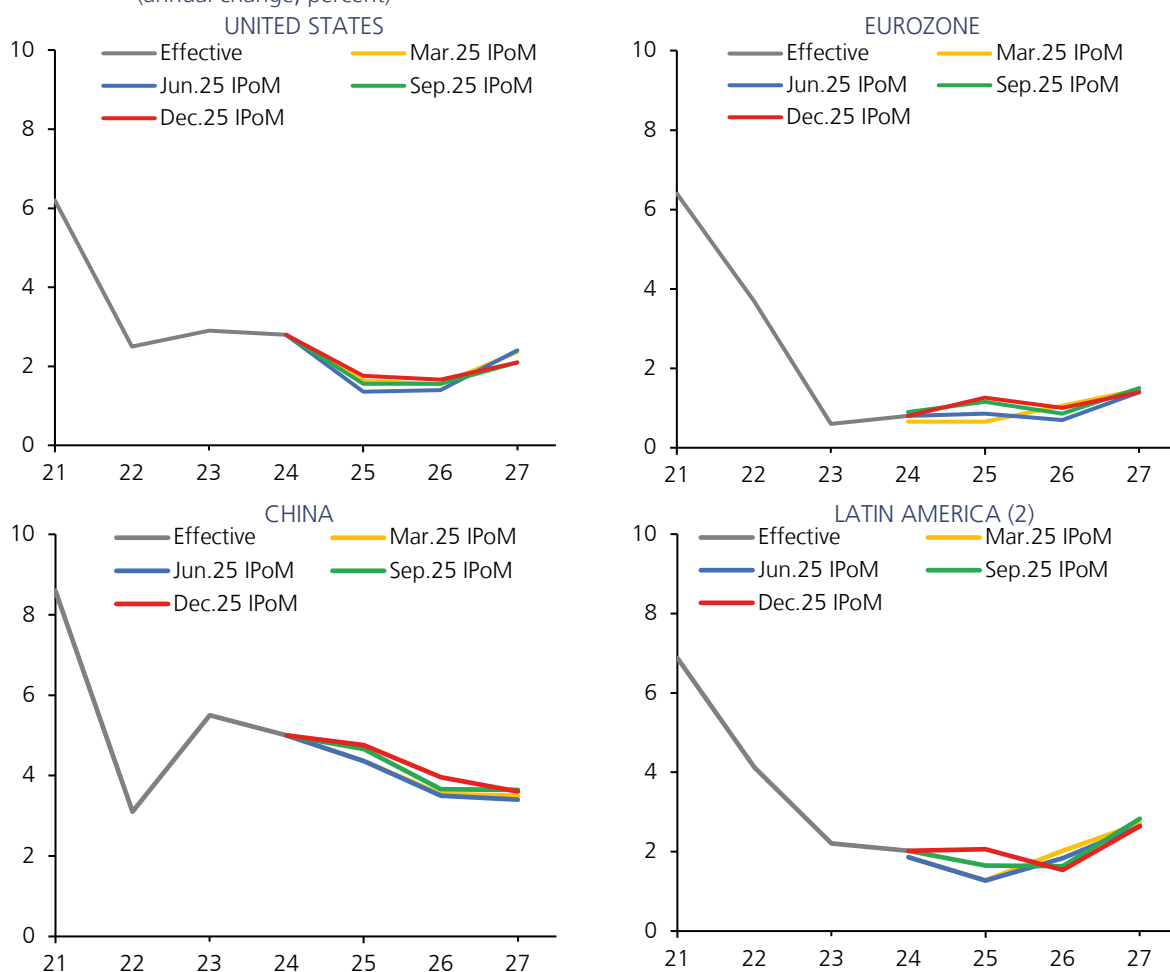 (annual change, percent)
UNITED STATES
Effective
Mar.25 IPoM
Jun.25 IPoM
Sep.25 IPoM
Dec.25 IPoM
10
8
6
4
2
0
21 22 23 24 25 26 27
EUROZONE
Effective
Mar.25 IPoM
Jun.25 IPoM
Sep.25 IPoM
Dec.25 IPoM
10
8
6
4
2
0
21 22 23 24 25 26 27
CHINA
Effective
Mar.25 IPoM
Jun.25 IPoM
Sep.25 IPoM
Dec.25 IPoM
10
8
6
4
2
0
21 22 23 24 25 26 27
LATIN AMERICA (2)
Effective
Mar.25 IPoM
Jun.25 IPoM
Sep.25 IPoM
Dec.25 IPoM
10
8
6
4
2
0
21 22 23 24 25 26 27